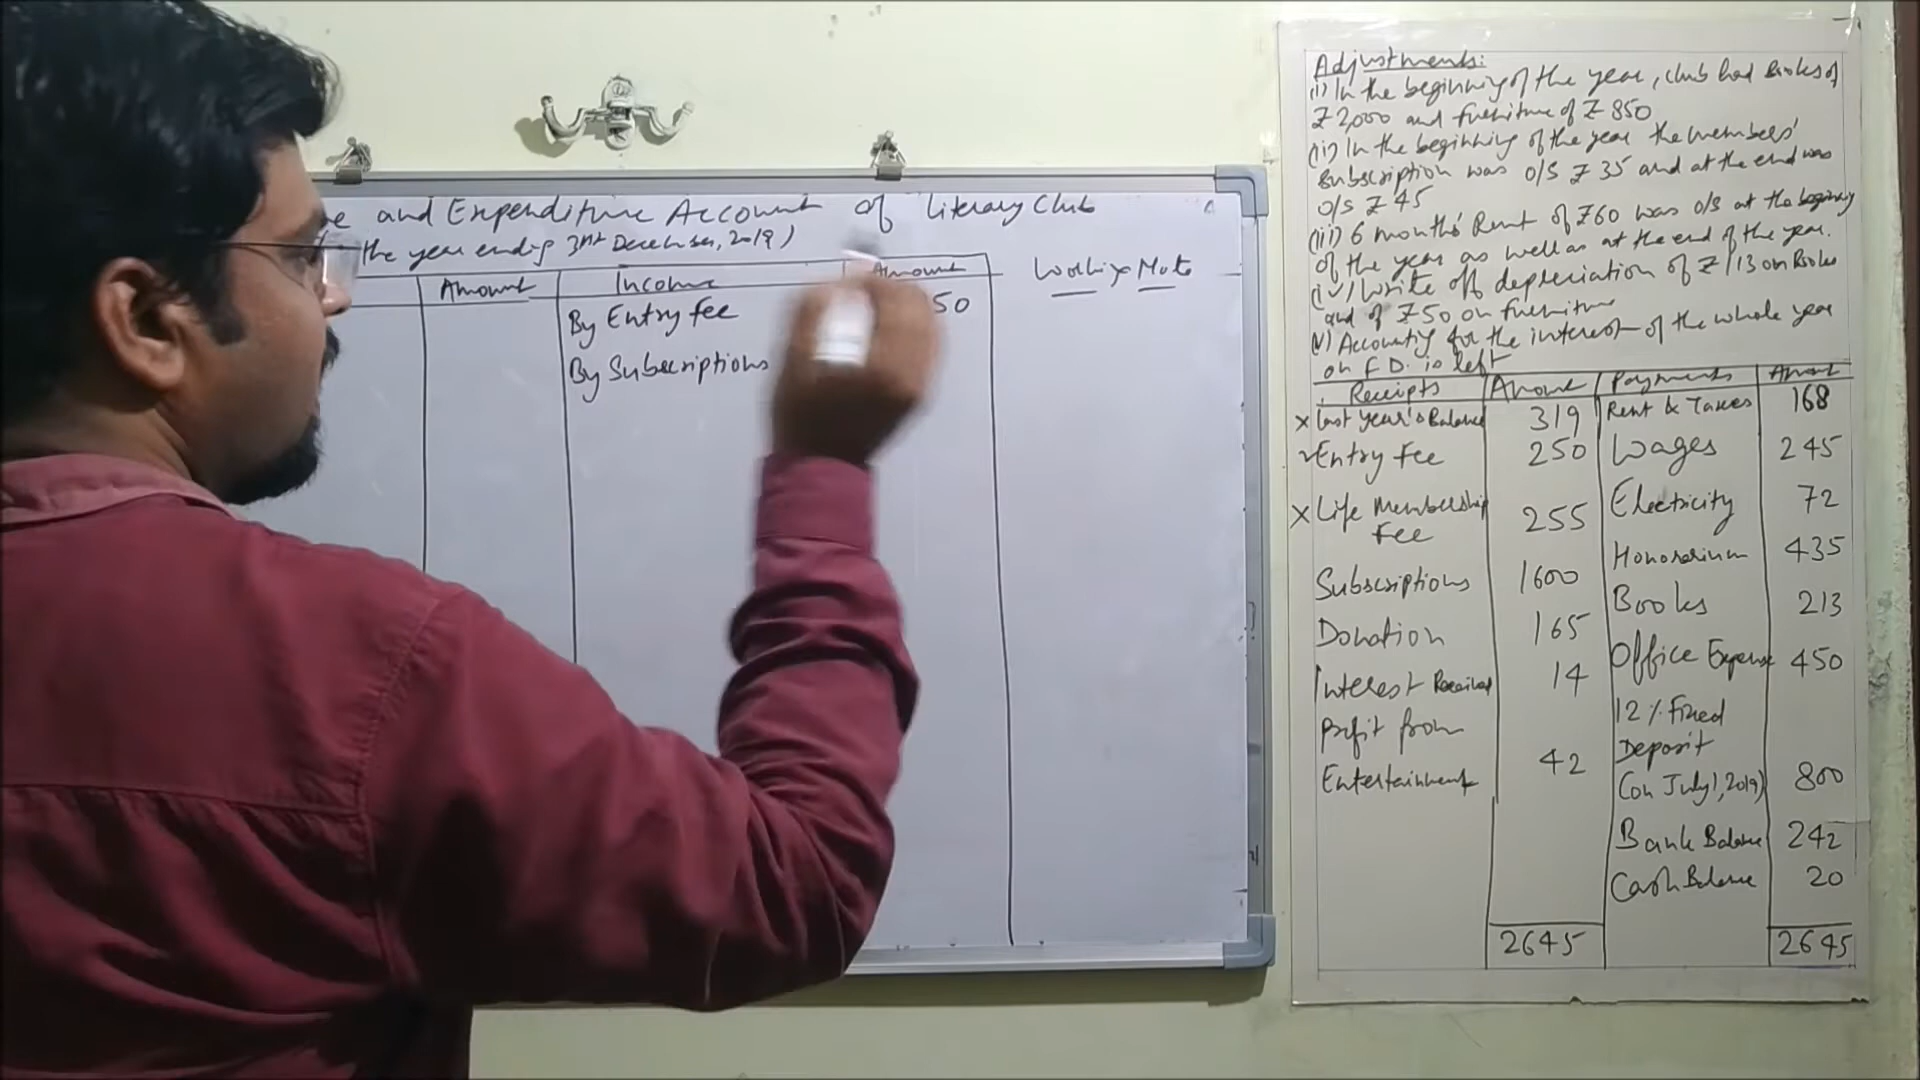 and Expenditure Account of Literary Club
the year ending 31st December, 2019)
Amount Income Amount
By Entry fee 50
By Subscriptions
Working Note
Adjustments:
(i) In the beginning of the year, club had Books of
₹ 2,000 and furniture of ₹ 850
(ii) In the beginning of the year the members'
subscription was o/s ₹ 35 and at the end was
o/s ₹ 45
(iii) 6 months' Rent of ₹60 was o/s at the beginning
of the year as well as at the end of the year.
(iv) Write off depreciation of ₹ 113 on Books
and of ₹50 on furniture
(v) Accounting for the interest of the whole year
on F.D. is left
Receipts Amount Payments Amount
× Last year's Balance 319 Rent & Taxes 168
Entry Fee 250 Wages 245
× Life Membership Fee 255 Electricity 72
Subscriptions 1600 Honorarium 435
Donation 165 Books 213
Interest Received 14 Office Expense 450
Profit from Entertainment 42 12% Fixed Deposit (on July 1, 2019) 800
Bank Balance 242
Cash Balance 20
2645 2645